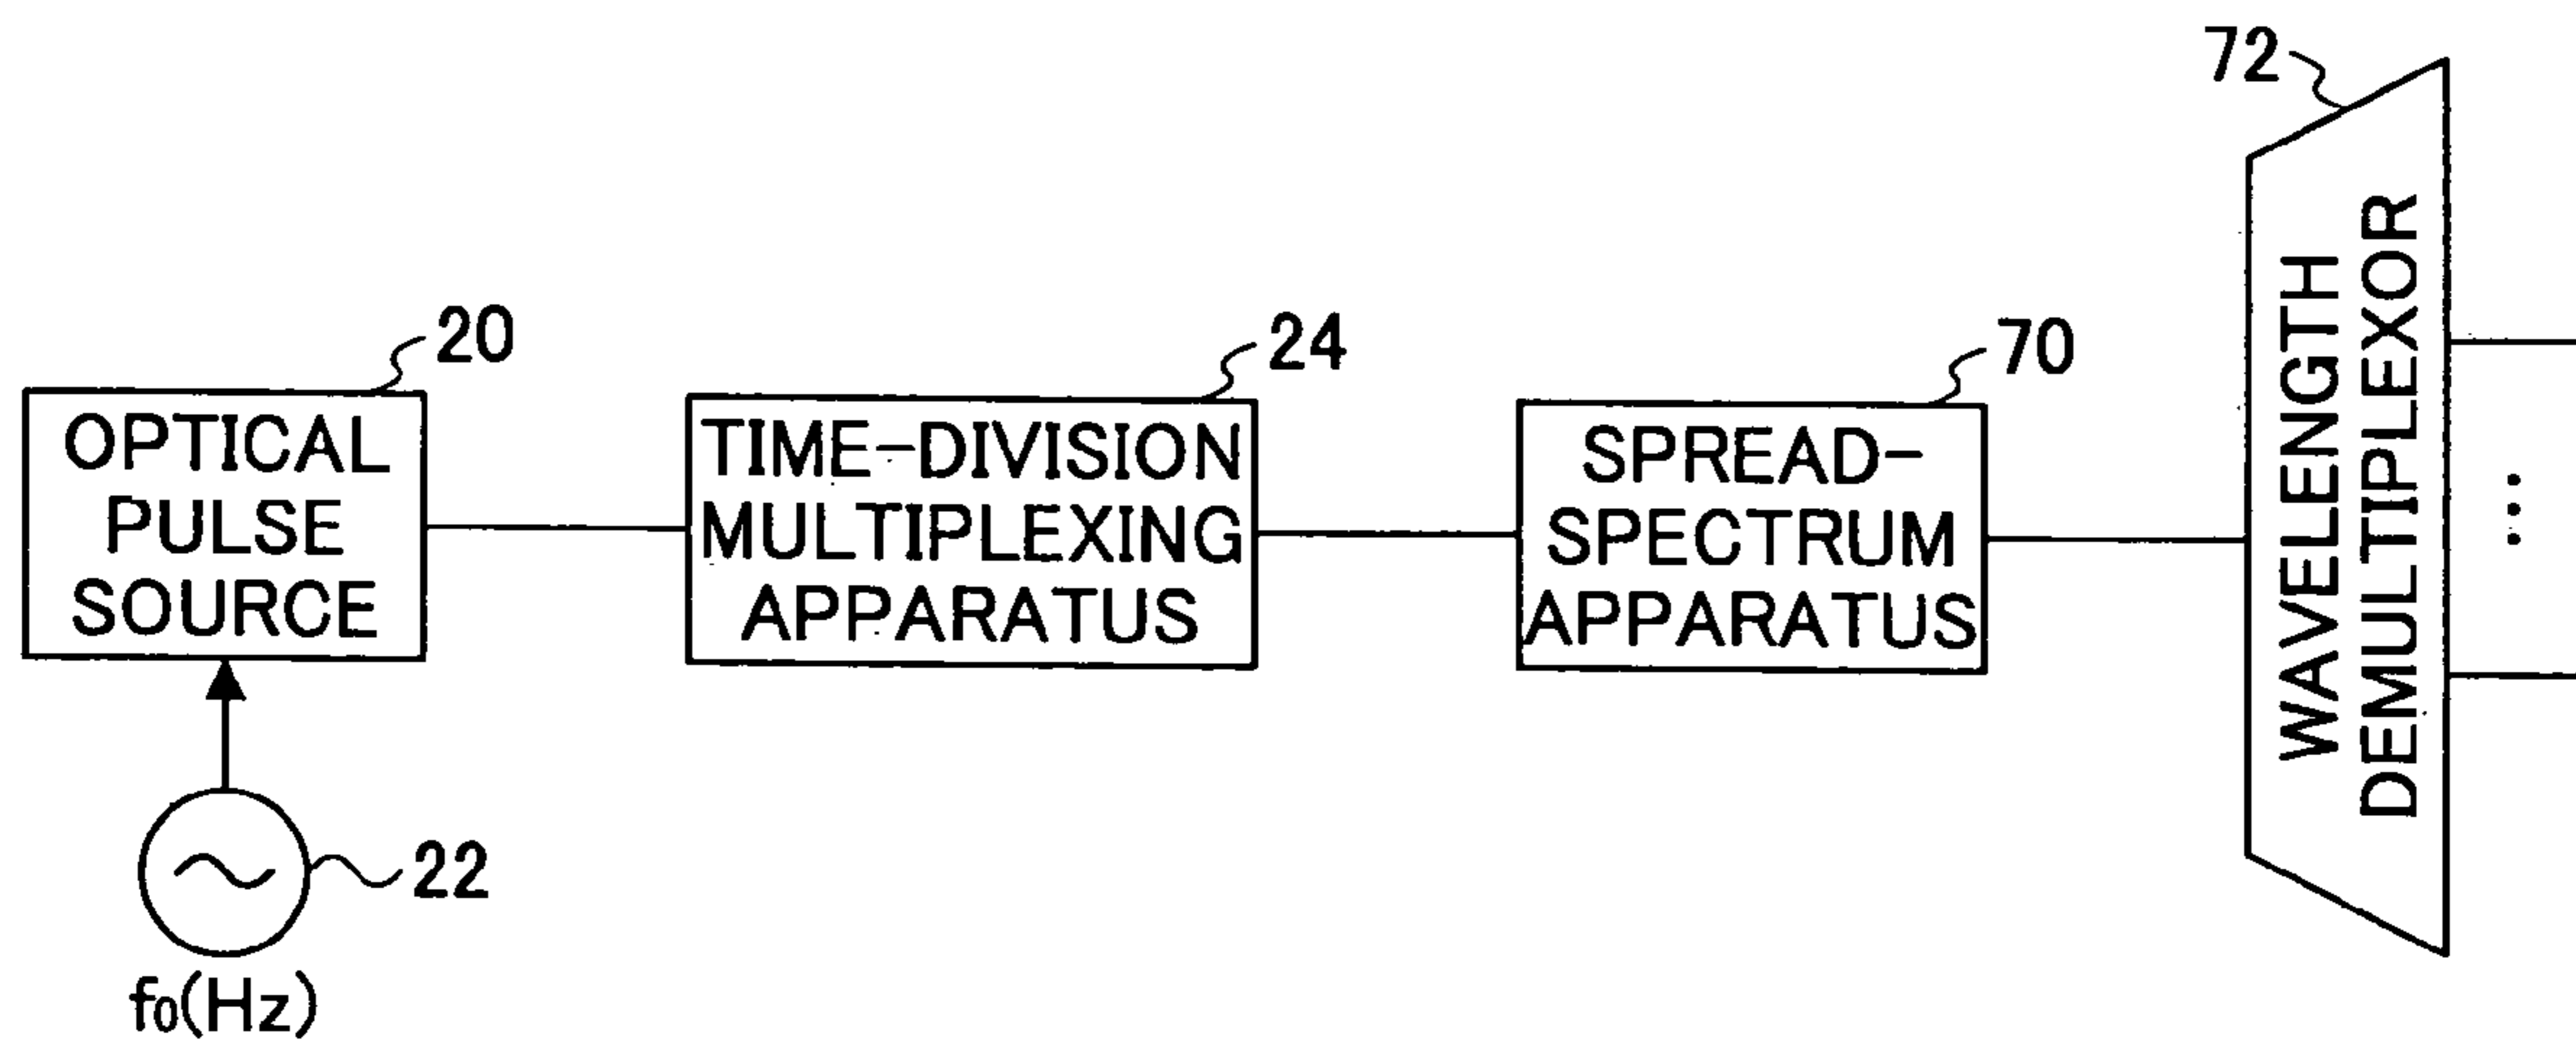 72
20
24
70
OPTICAL
PULSE
SOURCE
TIME-DIVISION
MULTIPLEXING
APPARATUS
SPREAD-
SPECTRUM
APPARATUS
WAVELENGTH
DEMULTIPLEXOR
22
f0(Hz)